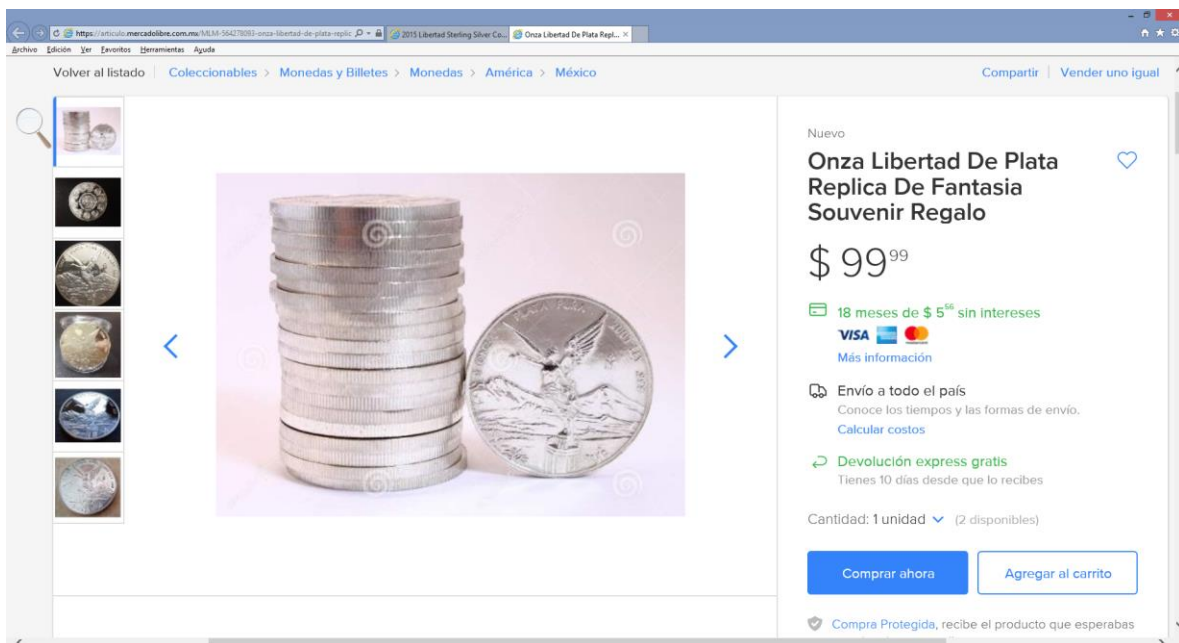 https://articulo.mercadolibre.com.mx/MLM-564278093-onza-libertad-de-plata-replic
2015 Libertad Sterling Silver Co...
Onza Libertad De Plata Repl...
Archivo Edición Ver Favoritos Herramientas Ayuda
Volver al listado Coleccionables > Monedas y Billetes > Monedas > América > México
Compartir Vender uno igual
Nuevo
Onza Libertad De Plata
Replica De Fantasia
Souvenir Regalo
$ 99 99
18 meses de $ 5 56 sin intereses
VISA
Más información
Envío a todo el país
Conoce los tiempos y las formas de envío.
Calcular costos
Devolución express gratis
Tienes 10 días desde que lo recibes
Cantidad: 1 unidad (2 disponibles)
Comprar ahora
Agregar al carrito
Compra Protegida, recibe el producto que esperabas
PLATA PURA